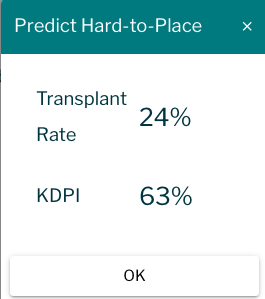 Predict Hard-to-Place ×
Transplant
Rate
24%
KDPI 63%
OK